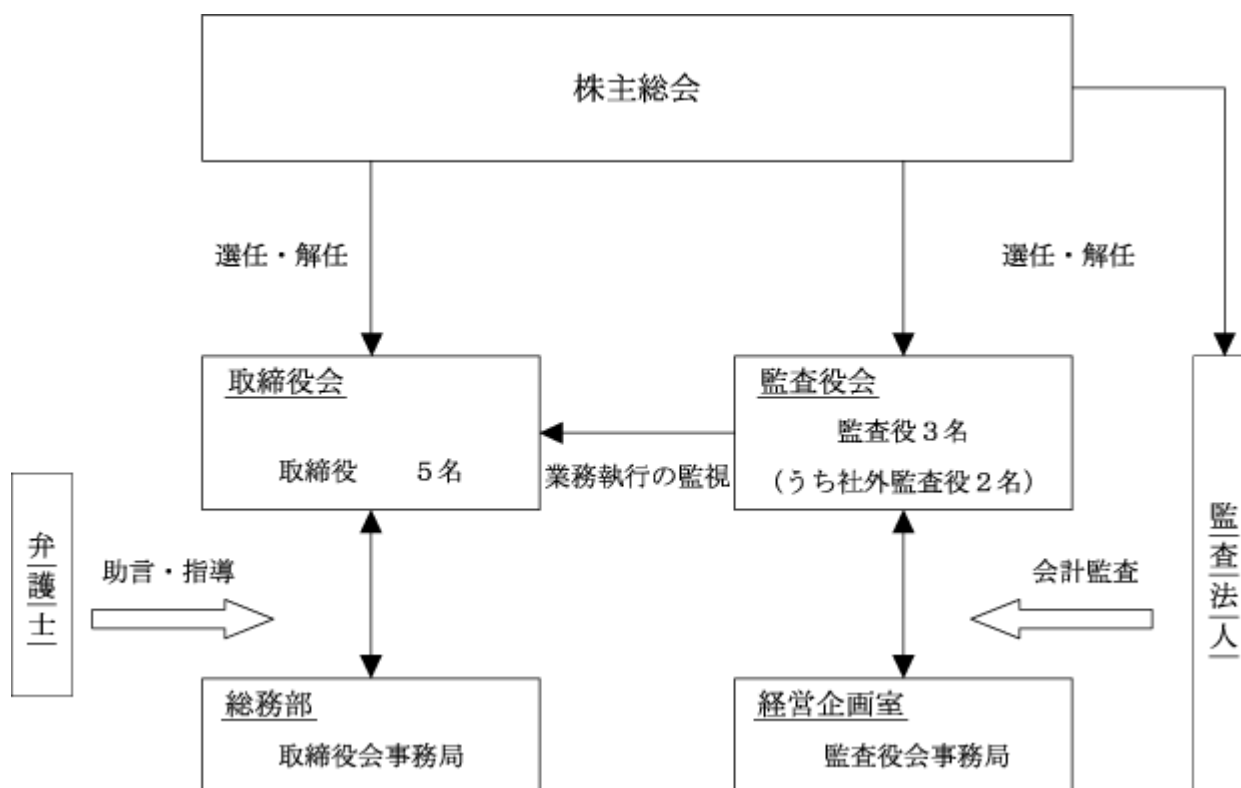 株主総会
選任・解任
選任・解任
取締役会
取締役　　５名
監査役会
監査役３名
（うち社外監査役２名）
業務執行の監視
弁護士
助言・指導
会計監査
監査法人
総務部
取締役会事務局
経営企画室
監査役会事務局